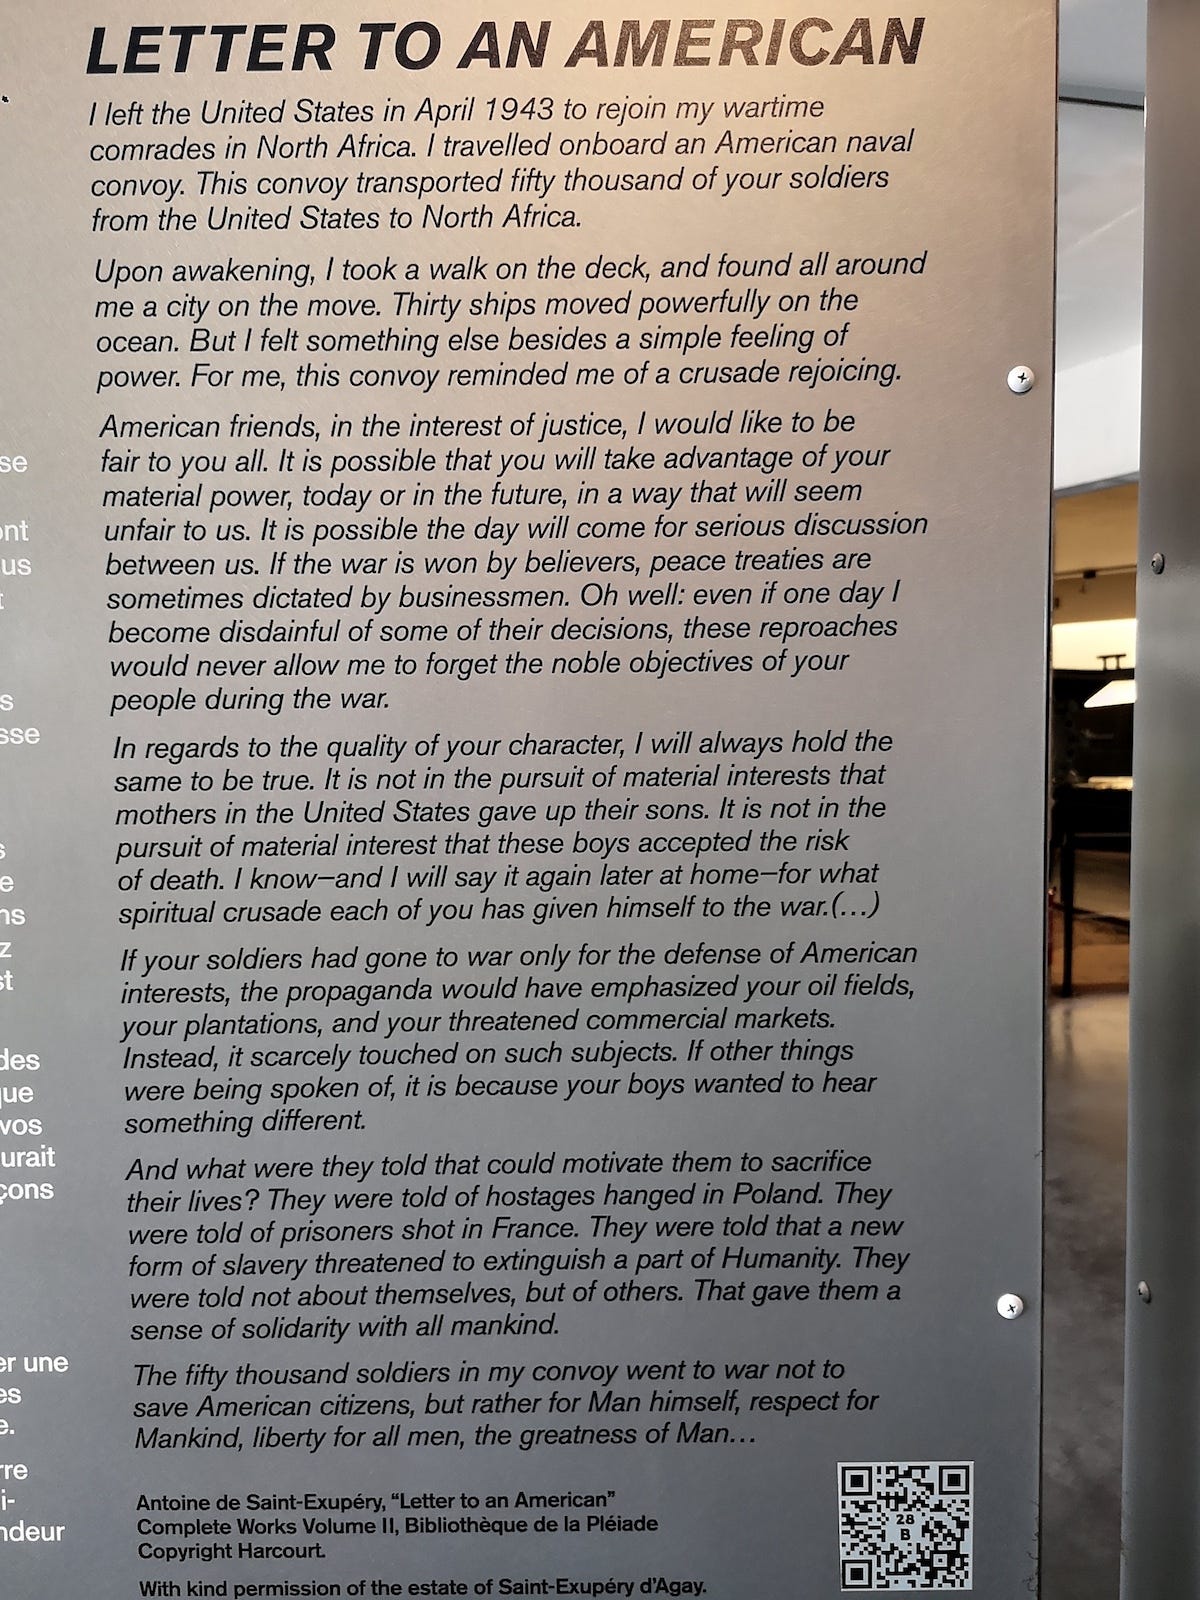 LETTER TO AN AMERICAN
I left the United States in April 1943 to rejoin my wartime
comrades in North Africa. I travelled onboard an American naval
convoy. This convoy transported fifty thousand of your soldiers
from the United States to North Africa.
Upon awakening, I took a walk on the deck, and found all around
me a city on the move. Thirty ships moved powerfully on the
ocean. But I felt something else besides a simple feeling of
power. For me, this convoy reminded me of a crusade rejoicing.
American friends, in the interest of justice, I would like to be
fair to you all. It is possible that you will take advantage of your
material power, today or in the future, in a way that will seem
unfair to us. It is possible the day will come for serious discussion
between us. If the war is won by believers, peace treaties are
sometimes dictated by businessmen. Oh well: even if one day I
become disdainful of some of their decisions, these reproaches
would never allow me to forget the noble objectives of your
people during the war.
In regards to the quality of your character, I will always hold the
same to be true. It is not in the pursuit of material interests that
mothers in the United States gave up their sons. It is not in the
pursuit of material interest that these boys accepted the risk
of death. I know—and I will say it again later at home—for what
spiritual crusade each of you has given himself to the war.(...)
If your soldiers had gone to war only for the defense of American
interests, the propaganda would have emphasized your oil fields,
your plantations, and your threatened commercial markets.
Instead, it scarcely touched on such subjects. If other things
were being spoken of, it is because your boys wanted to hear
something different.
And what were they told that could motivate them to sacrifice
their lives? They were told of hostages hanged in Poland. They
were told of prisoners shot in France. They were told that a new
form of slavery threatened to extinguish a part of Humanity. They
were told not about themselves, but of others. That gave them a
sense of solidarity with all mankind.
The fifty thousand soldiers in my convoy went to war not to
save American citizens, but rather for Man himself, respect for
Mankind, liberty for all men, the greatness of Man...
Antoine de Saint-Exupéry, “Letter to an American”
Complete Works Volume II, Bibliothèque de la Pléiade
Copyright Harcourt.
With kind permission of the estate of Saint-Exupéry d’Agay.
28
B
se
ont
us
t
s
sse
s
e
ns
z
st
des
que
vos
urait
çons
er une
es
e.
rre
i-
ndeur